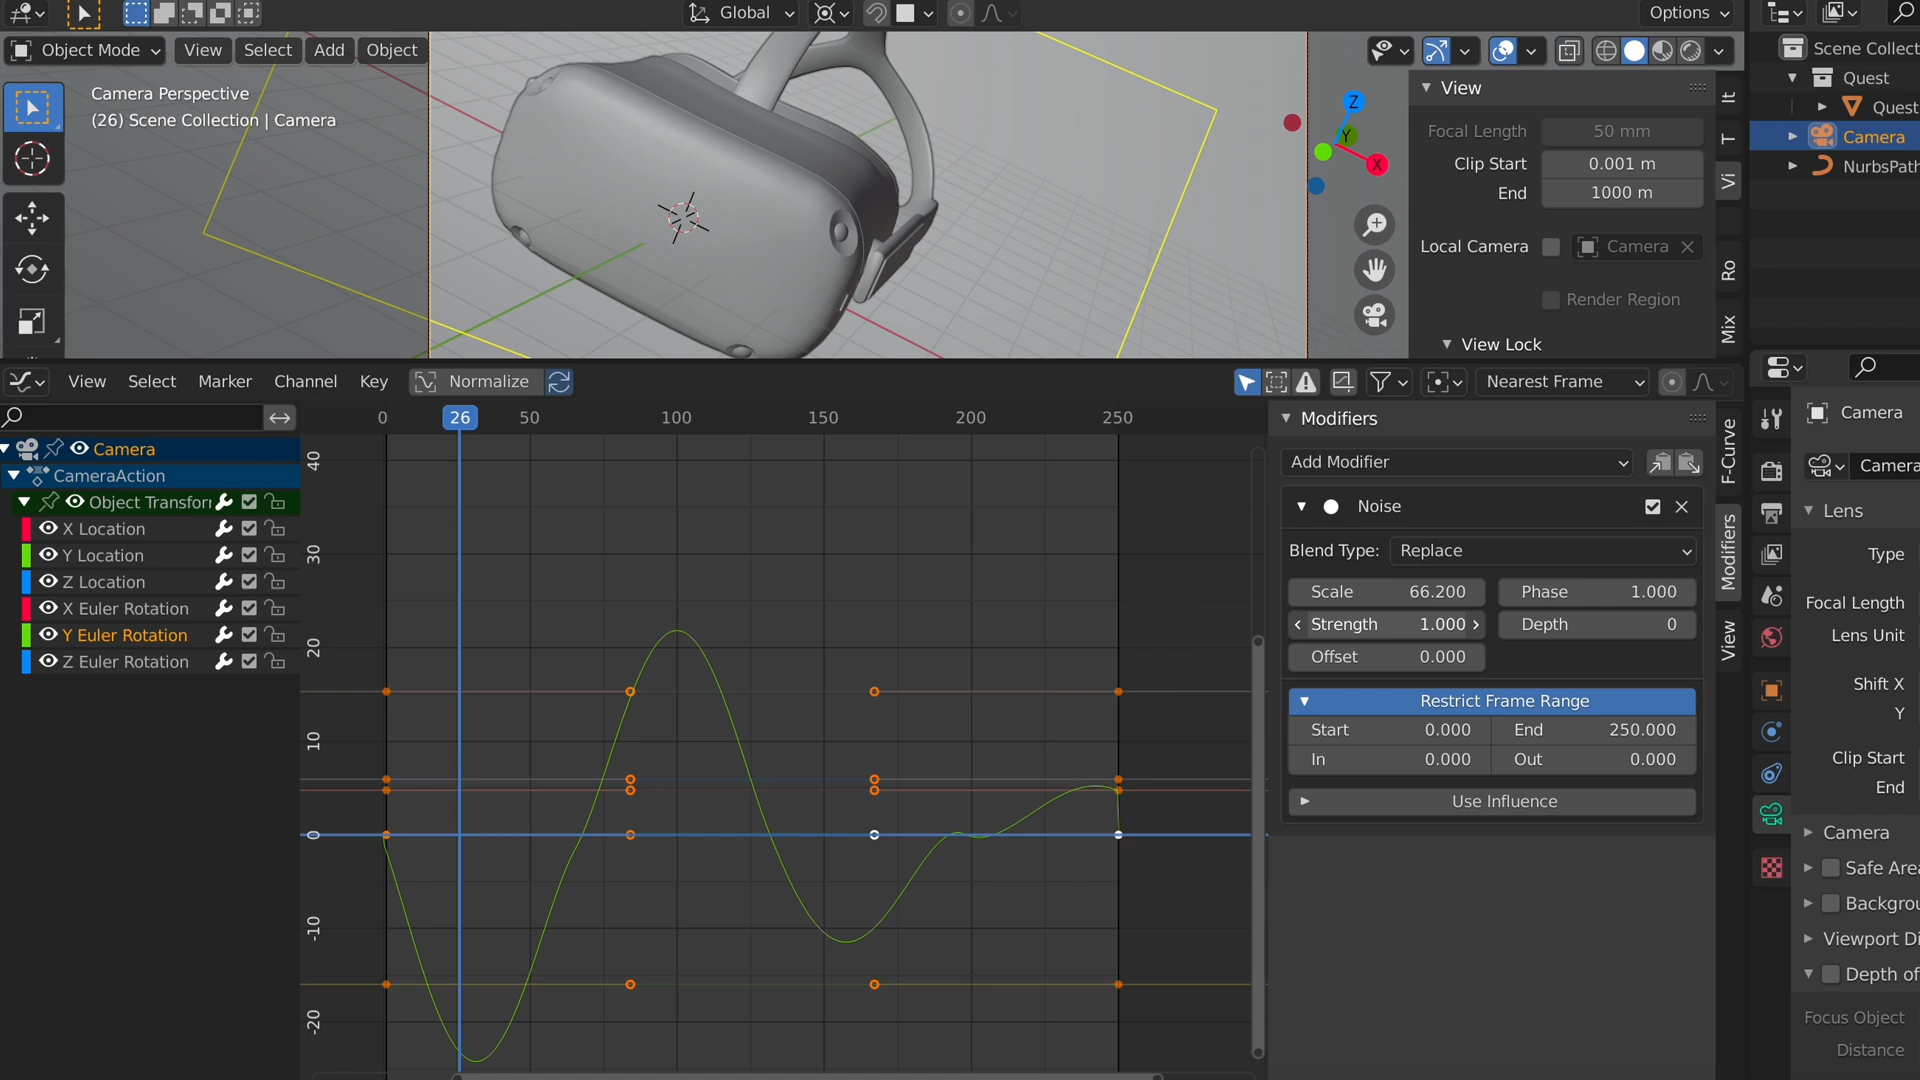 Global
Options
Object Mode
View
Select
Add
Object
Camera Perspective
(26) Scene Collection | Camera
Z
Y
X
View
Focal Length 50 mm
Clip Start 0.001 m
End 1000 m
Local Camera Camera
Render Region
View Lock
It
T
Vi
Ro
Mix
Scene Collect
Quest
Quest
Camera
NurbsPath
View
Select
Marker
Channel
Key
Normalize
Nearest Frame
0
26
50
100
150
200
250
Camera
CameraAction
Object Transfor
X Location
Y Location
Z Location
X Euler Rotation
Y Euler Rotation
Z Euler Rotation
40
30
20
10
0
-10
-20
Modifiers
Add Modifier
Noise
Blend Type: Replace
Scale 66.200
Phase 1.000
Strength 1.000
Depth 0
Offset 0.000
Restrict Frame Range
Start 0.000
End 250.000
In 0.000
Out 0.000
Use Influence
F-Curve
Modifiers
View
Camera
Camera
Lens
Type
Focal Length
Lens Unit
Shift X
Y
Clip Start
End
Camera
Safe Area
Backgrou
Viewport Di
Depth of
Focus Object
Distance